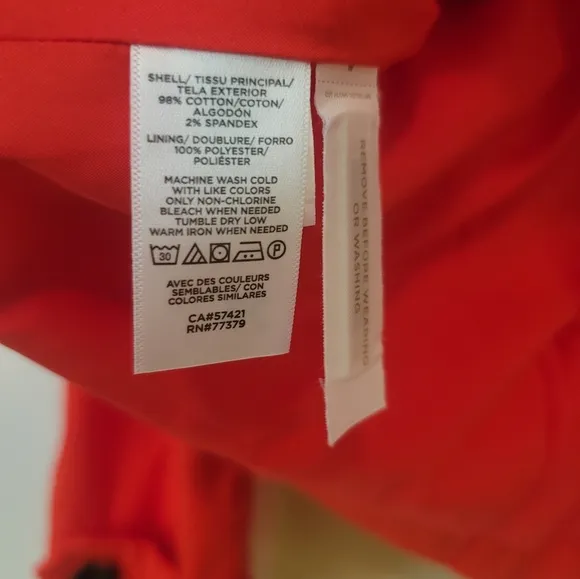 SHELL/ TISSU PRINCIPAL/
TELA EXTERIOR
98% COTTON/COTON/
ALGODÓN
2% SPANDEX
LINING/ DOUBLURE/ FORRO
100% POLYESTER/
POLIÉSTER
MACHINE WASH COLD
WITH LIKE COLORS
ONLY NON-CHLORINE
BLEACH WHEN NEEDED
TUMBLE DRY LOW
WARM IRON WHEN NEEDED
30 P
AVEC DES COULEURS
SEMBLABLES/ CON
COLORES SIMILARES
CA#57421
RN#77379
REMOVE BEFORE WEARING
OR WASHING